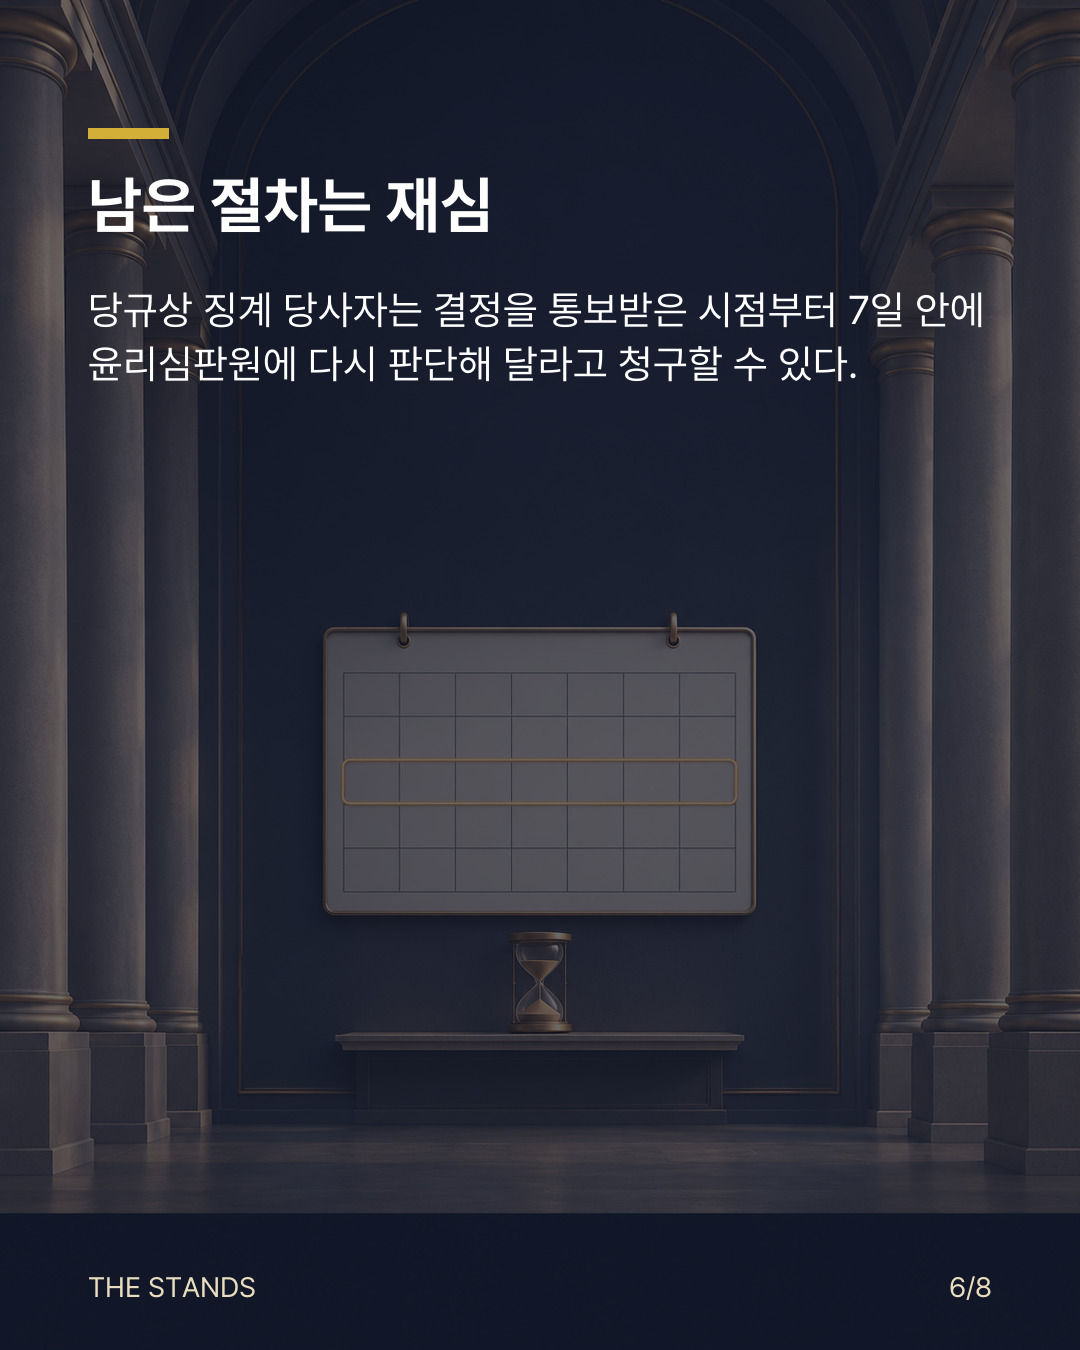 남은 절차는 재심
당규상 징계 당사자는 결정을 통보받은 시점부터 7일 안에
윤리심판원에 다시 판단해 달라고 청구할 수 있다.
THE STANDS
6/8